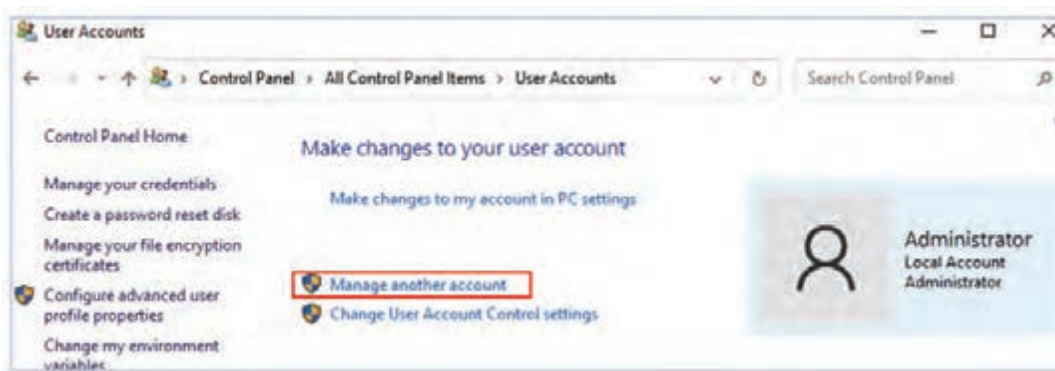 User Accounts
Control Panel > All Control Panel Items > User Accounts
Search Control Panel
Control Panel Home
Manage your credentials
Create a password reset disk
Manage your file encryption
certificates
Configure advanced user
profile properties
Change my environment
variables
Make changes to your user account
Make changes to my account in PC settings
Manage another account
Change User Account Control settings
Administrator
Local Account
Administrator